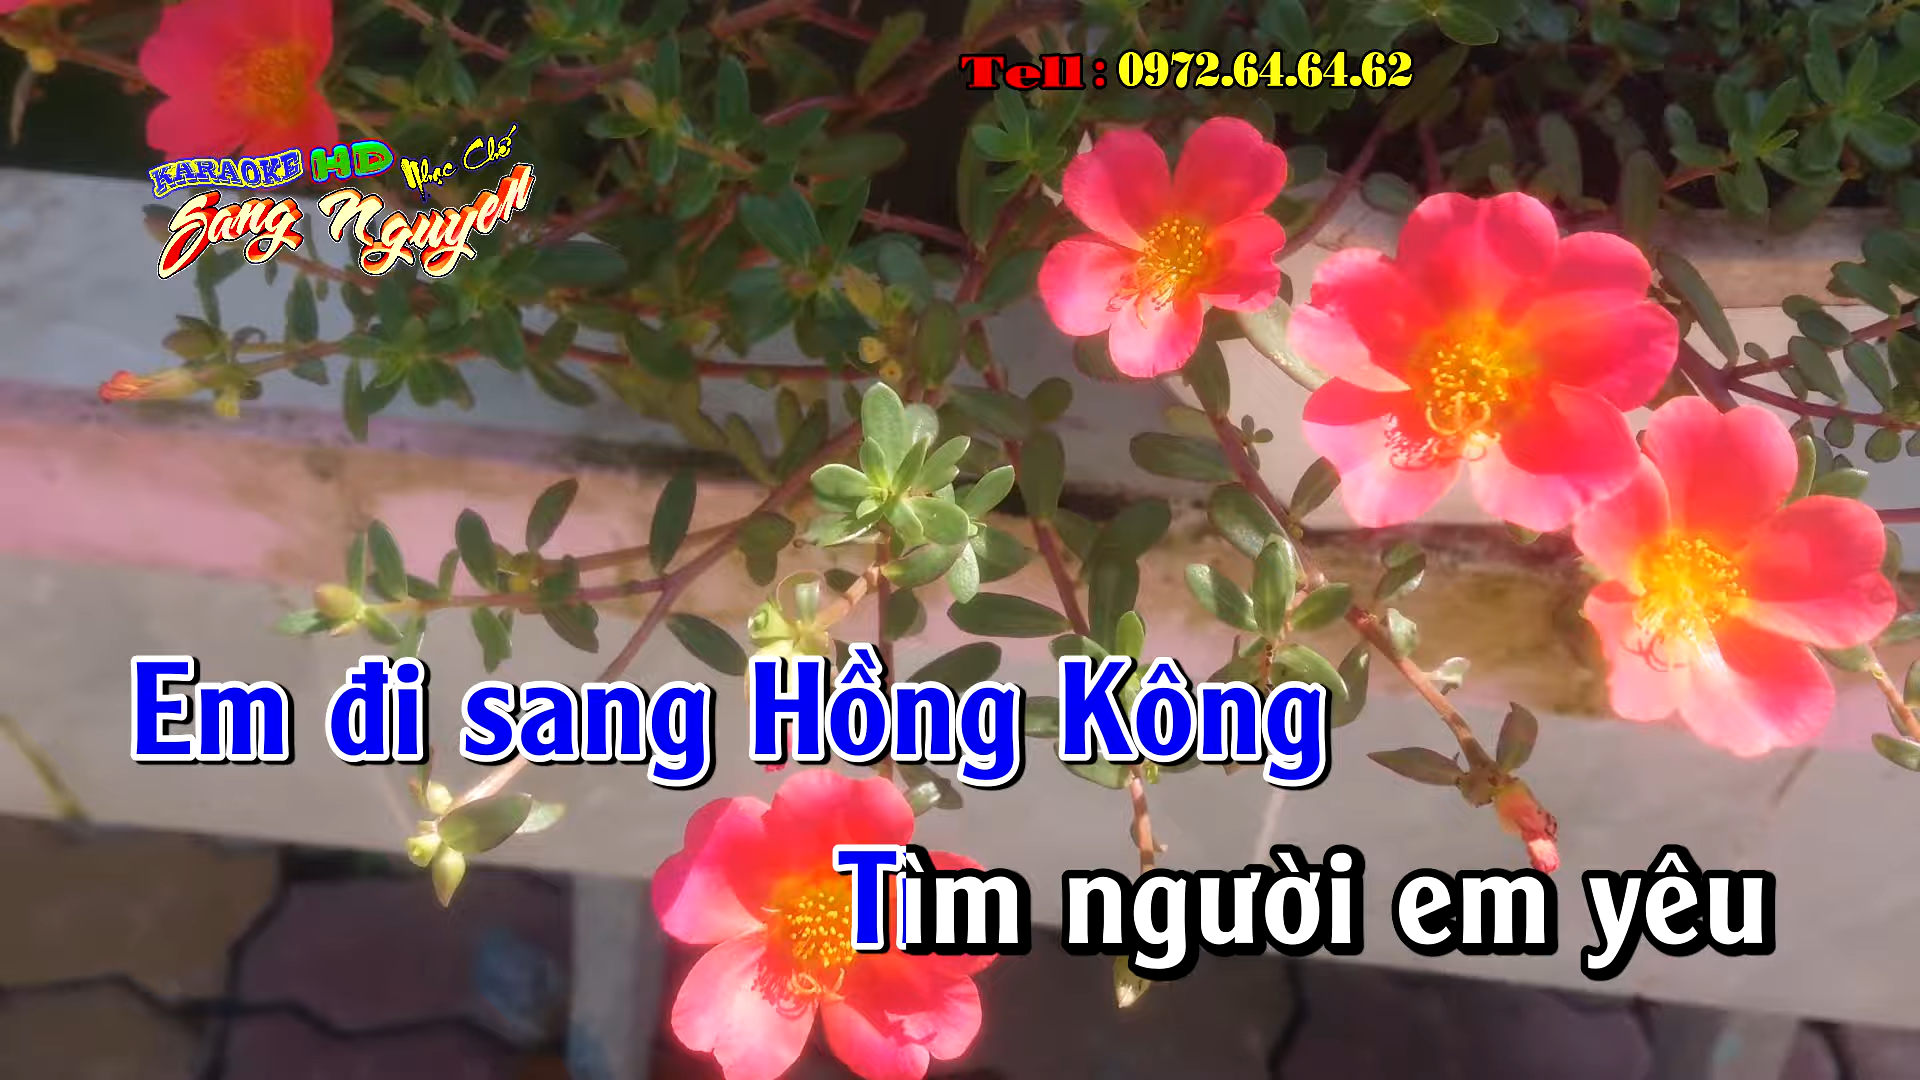 Tell : 0972.64.64.62
KARAOKE HD Nhạc Chế
Sang Nguyen
Em đi sang Hồng Kông
Tìm người em yêu